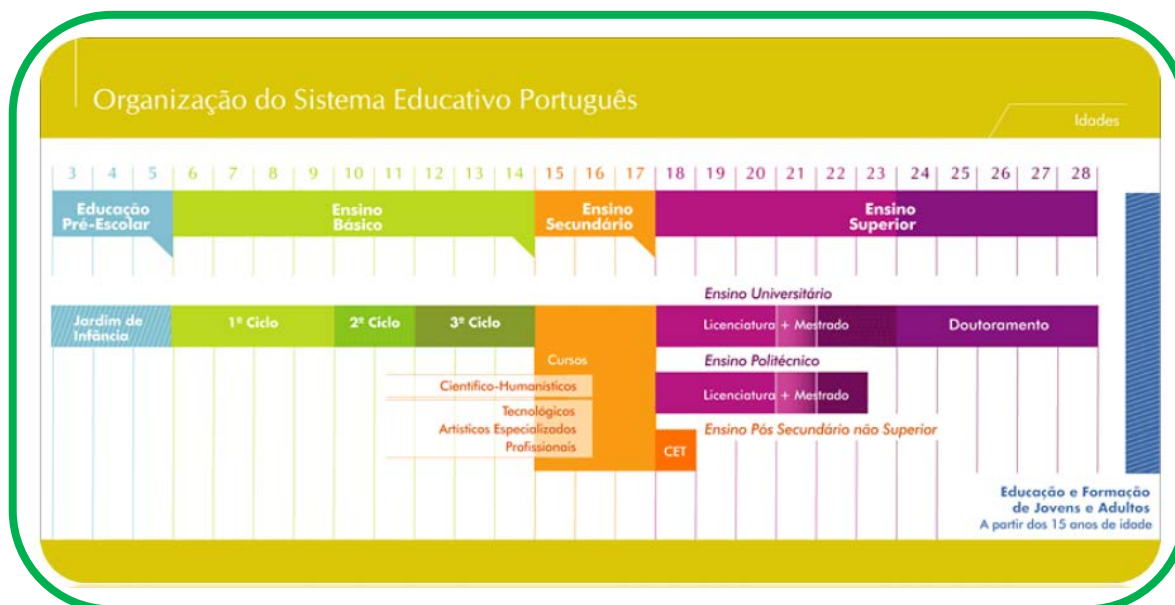 Organização do Sistema Educativo Português
Idades
3 4 5 6 7 8 9 10 11 12 13 14 15 16 17 18 19 20 21 22 23 24 25 26 27 28
Educação
Pré-Escolar
Ensino
Básico
Ensino
Secundário
Ensino
Superior
Ensino Universitário
Jardim de
Infância
1º Ciclo
2º Ciclo
3º Ciclo
Licenciatura + Mestrado
Doutoramento
Cursos
Científico-Humanísticos
Tecnológicos
Artísticos Especializados
Profissionais
Ensino Politécnico
Licenciatura + Mestrado
Ensino Pós Secundário não Superior
CET
Educação e Formação
de Jovens e Adultos
A partir dos 15 anos de idade